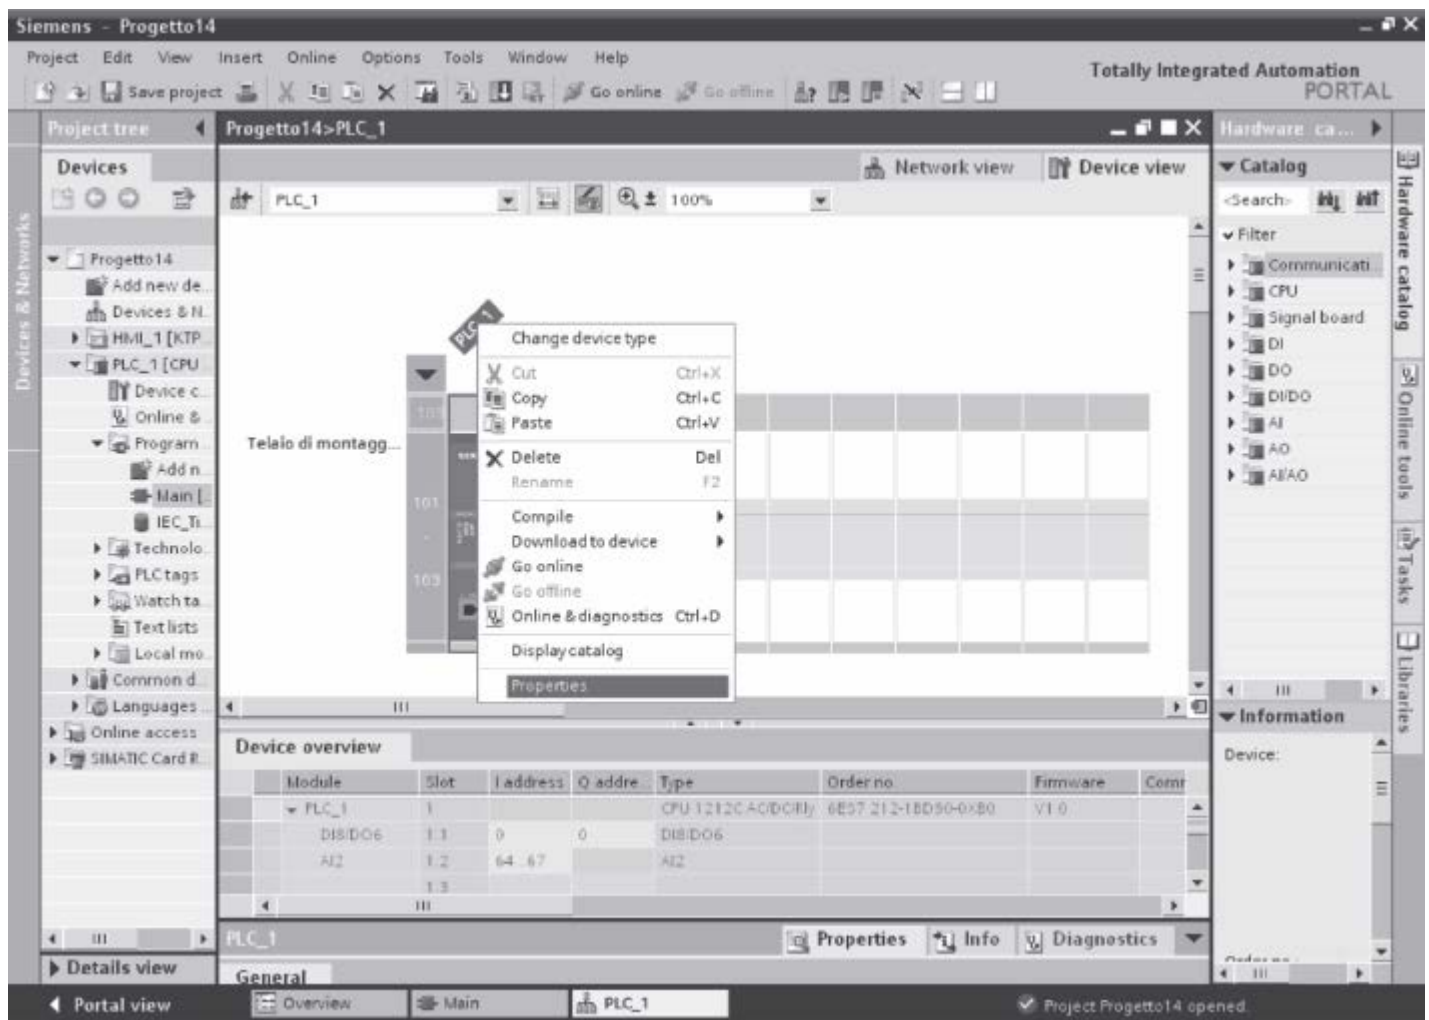 Siemens - Progetto14
Project Edit View Insert Online Options Tools Window Help
Totally Integrated Automation
PORTAL
Save project Go online Go offline
Project tree
Devices
Devices & Networks
Progetto14
Add new de...
Devices & N...
HMI_1 [KTP...
PLC_1 [CPU
Device c...
Online & ...
Program ...
Add n...
Main [...
IEC_Ti...
Technolo...
PLC tags
Watch ta...
Text lists
Local mo...
Common d...
Languages ...
Online access
SIMATIC Card R...
Details view
Progetto14>PLC_1
Network view Device view
PLC_1 100%
PLC_1
Telaio di montagg...
103
101
-
103
Change device type
Cut Ctrl+X
Copy Ctrl+C
Paste Ctrl+V
Delete Del
Rename F2
Compile
Download to device
Go online
Go offline
Online & diagnostics Ctrl+D
Display catalog
Properties
Device overview
Module Slot I address Q addre... Type Order no. Firmware Comr
PLC_1 1 CPU 1212C AC/DC/Rly 6ES7 212-1BD30-0XB0 V1.0
DI8/DO6 1.1 0 0 DI8/DO6
AI2 1.2 64...67 AI2
1.3
PLC_1 Properties Info Diagnostics
General
Hardware ca...
Catalog
<Search>
Filter
Communicati...
CPU
Signal board
DI
DO
DI/DO
AI
AO
AI/AO
Information
Device:
Hardware catalog
Online tools
Tasks
Libraries
Portal view Overview Main PLC_1 Project Progetto14 opened.